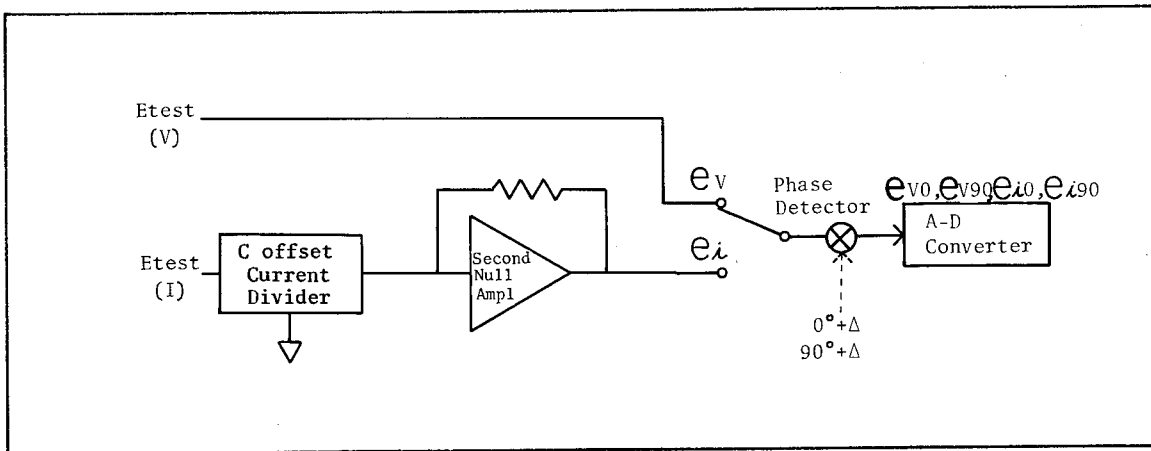 Etest
(V)
eV
Phase
Detector
eV0,eV90,ei0,ei90
A-D
Converter
ei
Etest
(I)
C offset
Current
Divider
Second
Null
Ampl
0°+Δ
90°+Δ